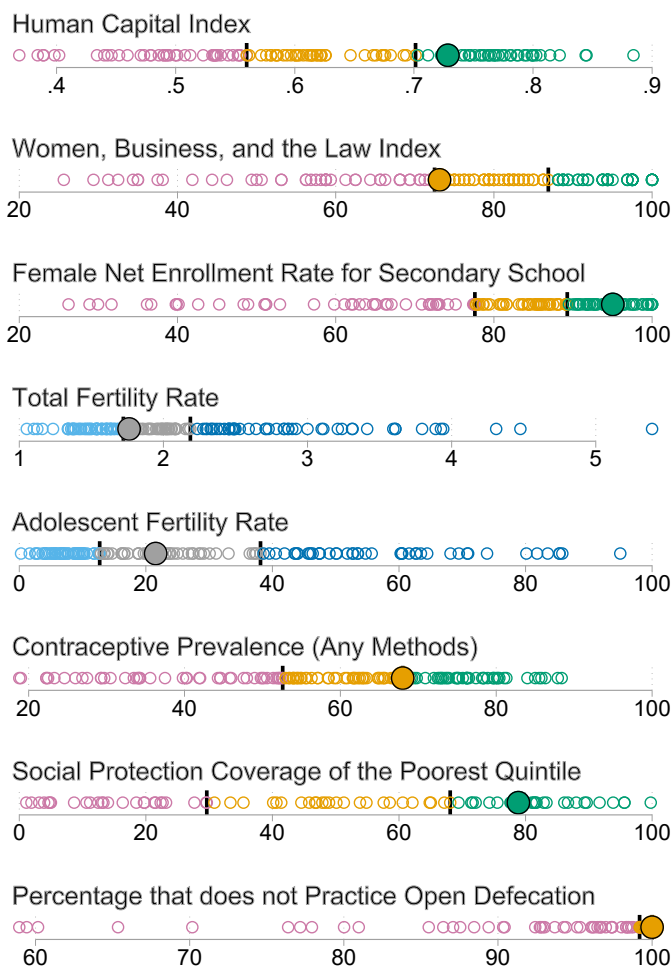 Human Capital Index
.4 .5 .6 .7 .8 .9
Women, Business, and the Law Index
20 40 60 80 100
Female Net Enrollment Rate for Secondary School
20 40 60 80 100
Total Fertility Rate
1 2 3 4 5
Adolescent Fertility Rate
0 20 40 60 80 100
Contraceptive Prevalence (Any Methods)
20 40 60 80 100
Social Protection Coverage of the Poorest Quintile
0 20 40 60 80 100
Percentage that does not Practice Open Defecation
60 70 80 90 100